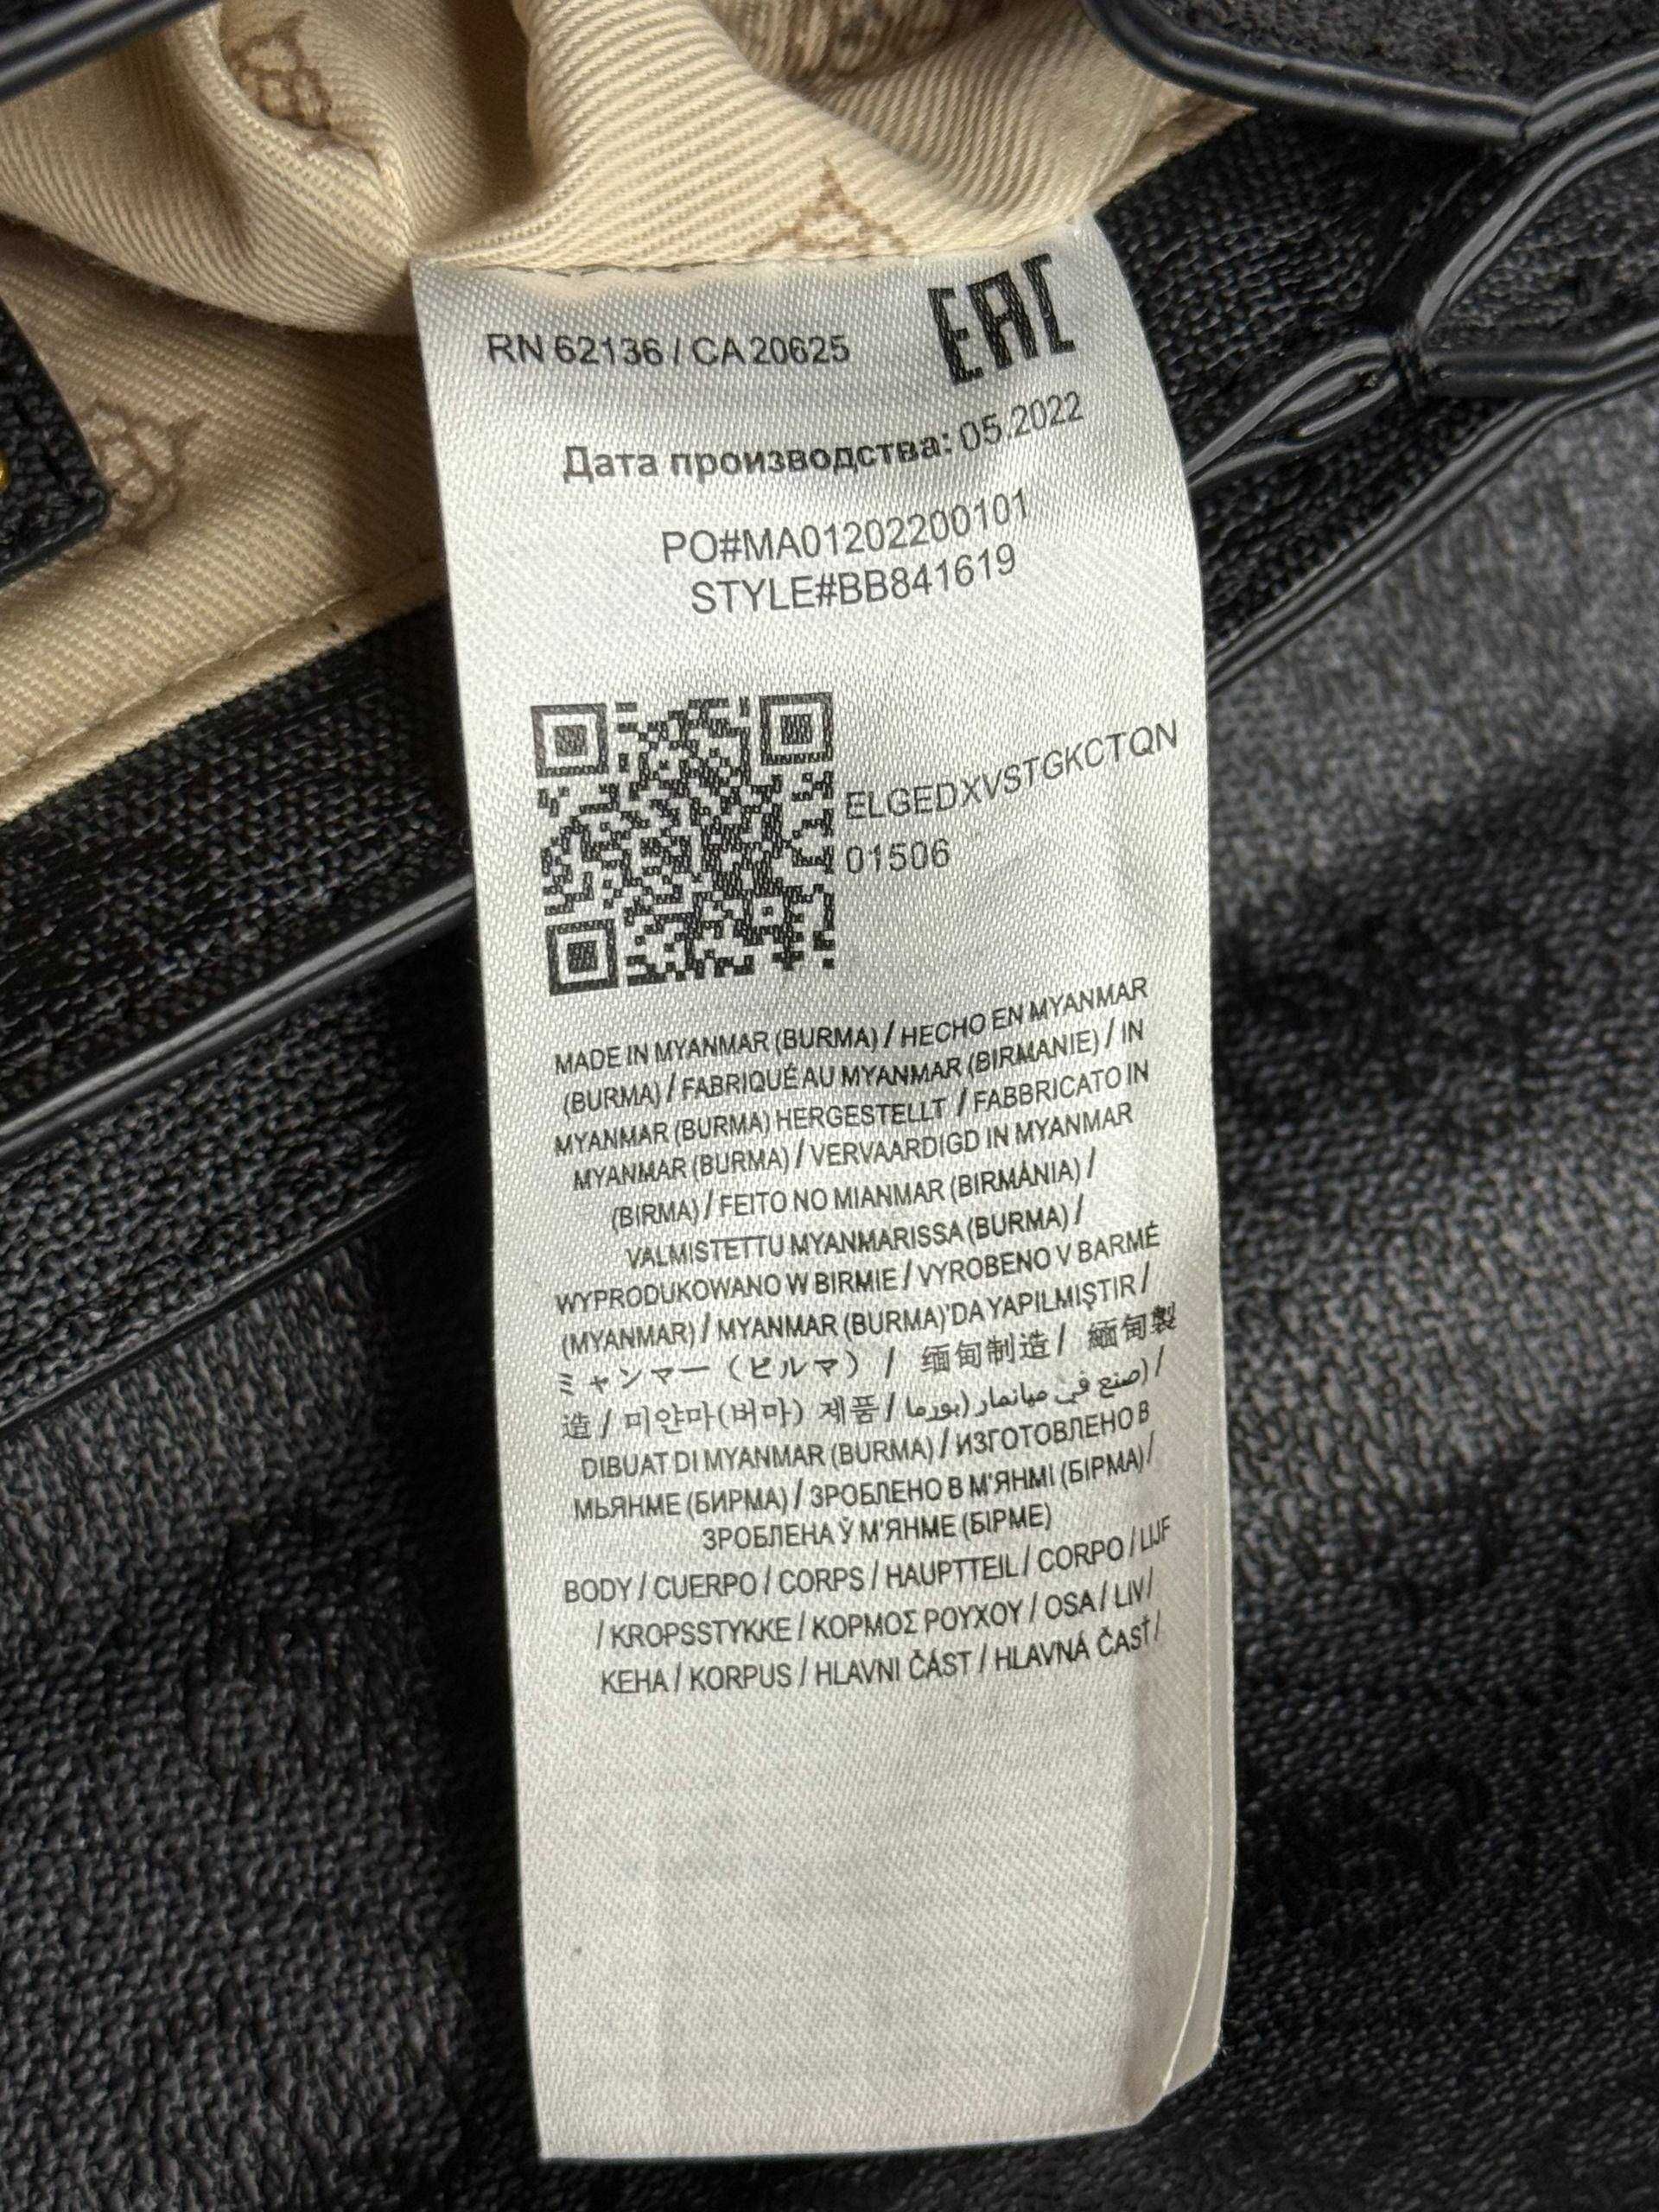 RN 62136 / CA 20625
EAC
Дата производства: 05.2022
PO#MA01202200101
STYLE#BB841619
ELGEDXVSTGKCTQN
01506
MADE IN MYANMAR (BURMA) / HECHO EN MYANMAR
(BURMA) / FABRIQUÉ AU MYANMAR (BIRMANIE) / IN
MYANMAR (BURMA) HERGESTELLT / FABBRICATO IN
MYANMAR (BURMA) / VERVAARDIGD IN MYANMAR
(BIRMA) / FEITO NO MIANMAR (BIRMÂNIA) /
VALMISTETTU MYANMARISSA (BURMA) /
WYPRODUKOWANO W BIRMIE / VYROBENO V BARMĚ
(MYANMAR) / MYANMAR (BURMA)'DA YAPILMIŞTIR /
ミャンマー（ビルマ） / 缅甸制造 / 緬甸製
造 / 미얀마(버마) 제품 / صنع في ميانمار (بورما) /
DIBUAT DI MYANMAR (BURMA) / ИЗГОТОВЛЕНО В
МЬЯНМЕ (БИРМА) / ЗРОБЛЕНО В М'ЯНМІ (БІРМА) /
ЗРОБЛЕНА Ў М'ЯНМЕ (БІРМЕ)
BODY / CUERPO / CORPS / HAUPTTEIL / CORPO / LIJF
/ KROPSSTYKKE / ΚΟΡΜΟΣ ΡΟΥΧΟΥ / OSA / LIV /
KEHA / KORPUS / HLAVNI ČÁST / HLAVNÁ ČASŤ /